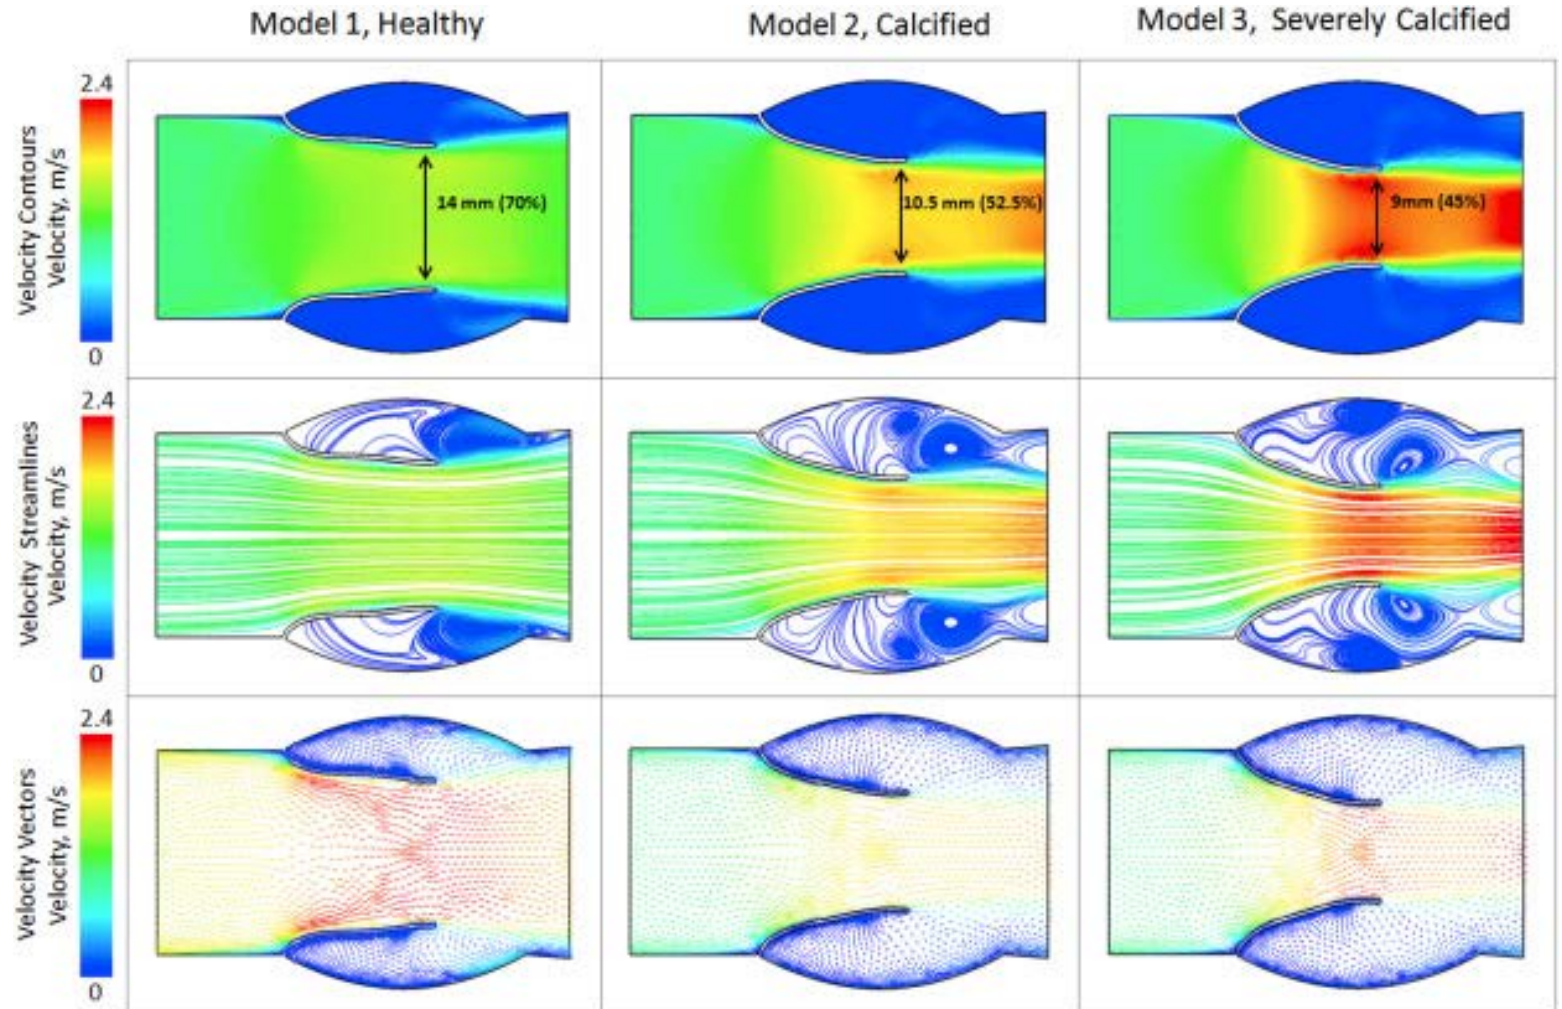 Model 1, Healthy
Model 2, Calcified
Model 3, Severely Calcified
Velocity Contours
Velocity, m/s
2.4
0
14 mm (70%)
10.5 mm (52.5%)
9mm (45%)
Velocity Streamlines
Velocity, m/s
2.4
0
Velocity Vectors
Velocity, m/s
2.4
0